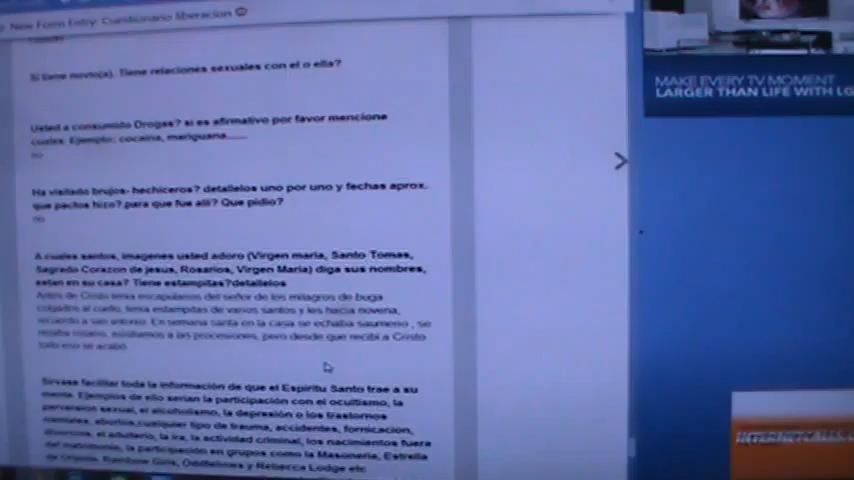 New Form Entry: Cuestionario liberacion
Si tiene novio(a). Tiene relaciones sexuales con el o ella?
Usted a consumido Drogas? si es afirmativo por favor mencione
cuales. Ejemplo: cocaina, mariguana......
no
Ha visitado brujos- hechiceros? detallelos uno por uno y fechas aprox.
que pactos hizo? para que fue alli? Que pidio?
no
A cuales santos, imagenes usted adoro (Virgen maria, Santo Tomas,
Sagrado Corazon de jesus, Rosarios, Virgen Maria) diga sus nombres,
estan en su casa? Tiene estampitas?detallelos
Antes de Cristo tenia escapularios del señor de los milagros de buga
colgados al cuello, tenia estampitas de varios santos y les hacia novena,
recuerdo a san antonio. En semana santa en la casa se echaba saumerio , se
rezaba rosario, asistiamos a las procesiones, pero desde que recibi a Cristo
todo eso se acabó.
Sirvase facilitar toda la información de que el Espíritu Santo trae a su
mente. Ejemplos de ello serian la participación con el ocultismo, la
perversion sexual, el alcoholismo, la depresión o los trastornos
mentales, abortos,cualquier tipo de trauma, accidentes, fornicacion,
divorcios, el adulterio, la ira, la actividad criminal, los nacimientos fuera
del matrimonio, la participación en grupos como la Masonería, Estrella
de Oriente, Rainbow Girls, Oddfellows y Rebecca Lodge etc
MAKE EVERY TV MOMENT
LARGER THAN LIFE WITH LG